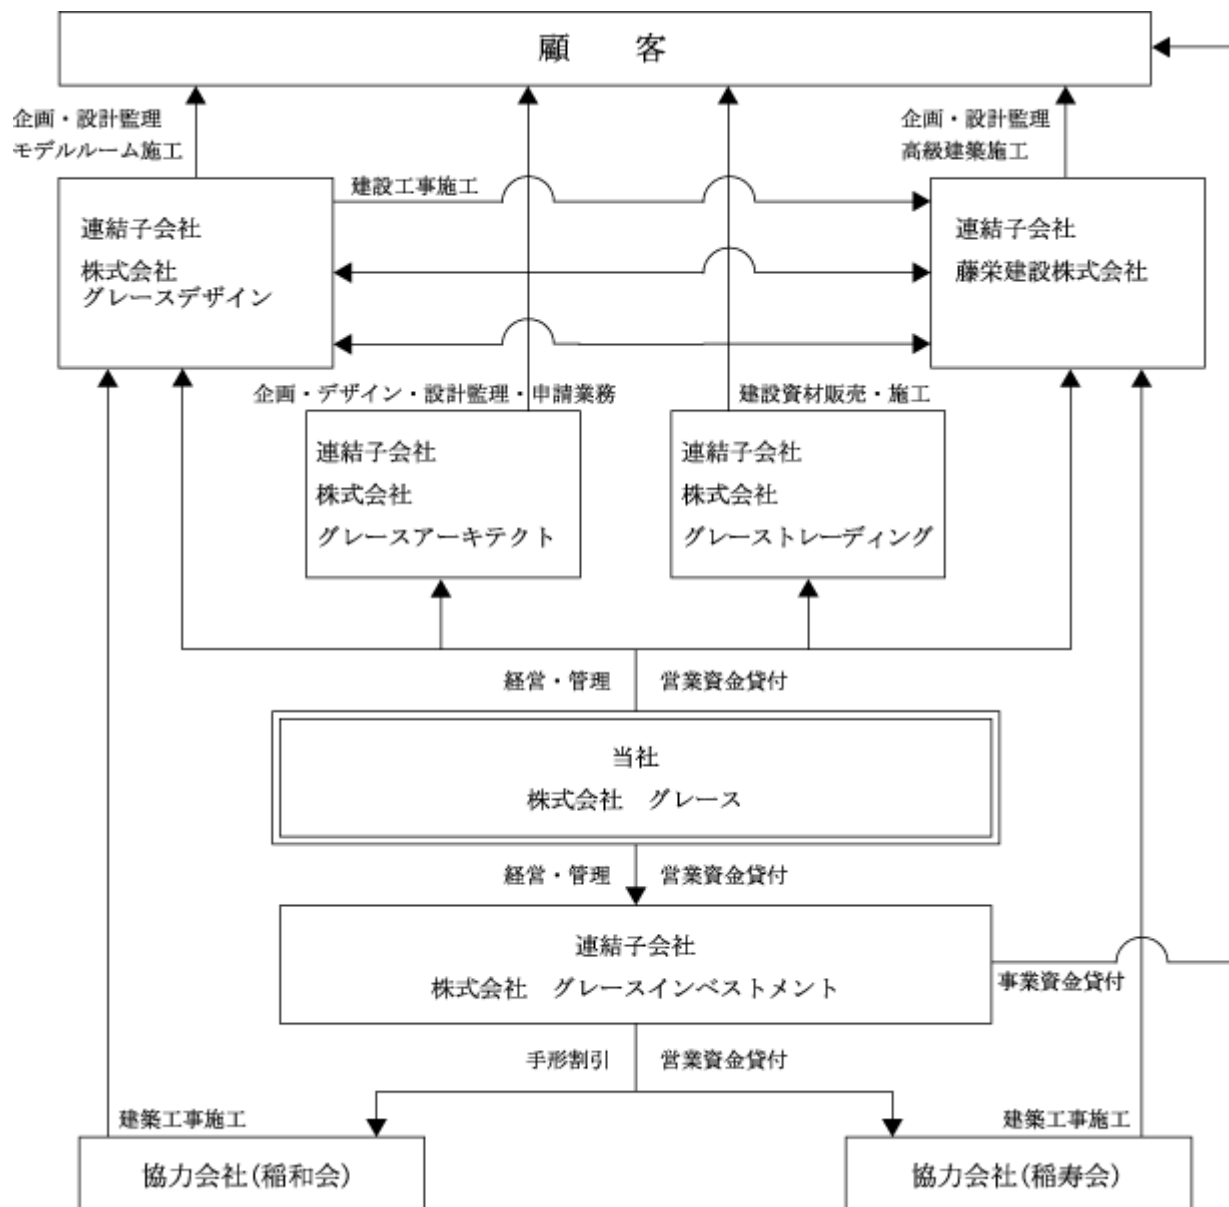 顧　客
企画・設計監理
モデルルーム施工
企画・設計監理
高級建築施工
建設工事施工
連結子会社
株式会社
グレースデザイン
連結子会社
藤栄建設株式会社
企画・デザイン・設計監理・申請業務
建設資材販売・施工
連結子会社
株式会社
グレースアーキテクト
連結子会社
株式会社
グレーストレーディング
経営・管理　営業資金貸付
当社
株式会社　グレース
経営・管理　営業資金貸付
連結子会社
株式会社　グレースインベストメント
事業資金貸付
手形割引　営業資金貸付
建築工事施工
建築工事施工
協力会社(稲和会)
協力会社(稲寿会)